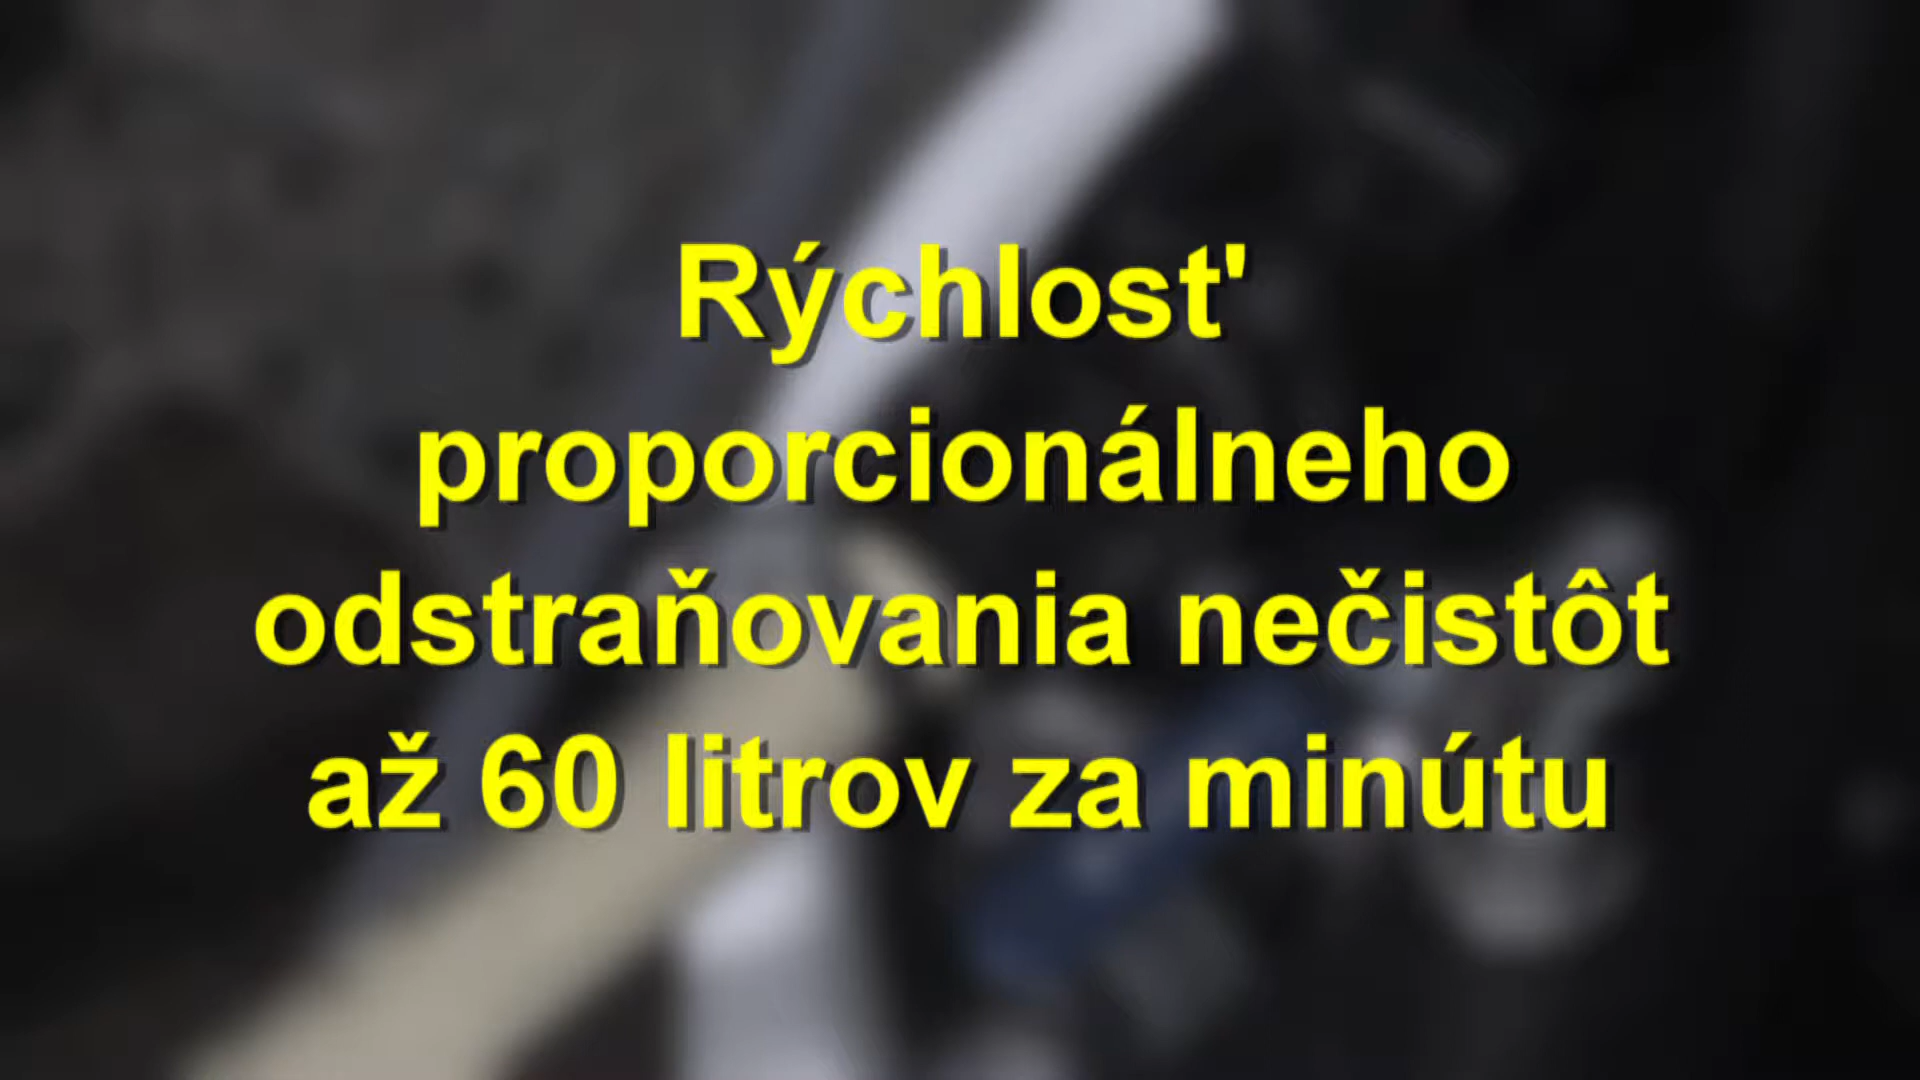 Rýchlosť
proporcionálneho
odstraňovania nečistôt
až 60 litrov za minútu